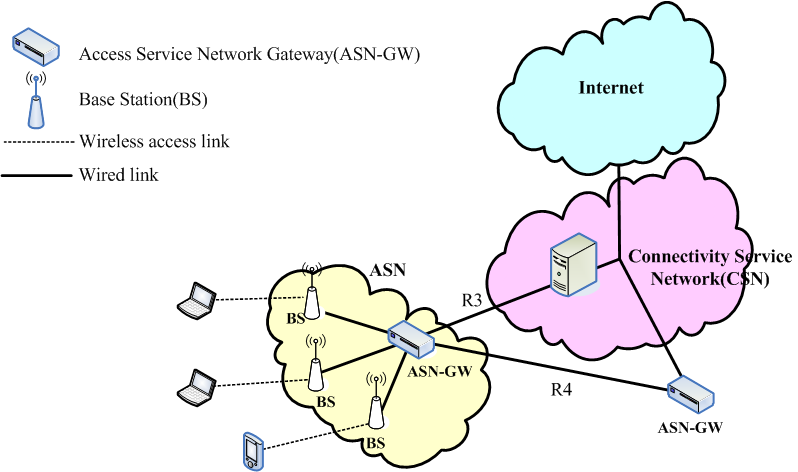 Access Service Network Gateway(ASN-GW)
Base Station(BS)
Wireless access link
Wired link
Internet
Connectivity Service
Network(CSN)
ASN
R3
BS
ASN-GW
BS
R4
BS
ASN-GW